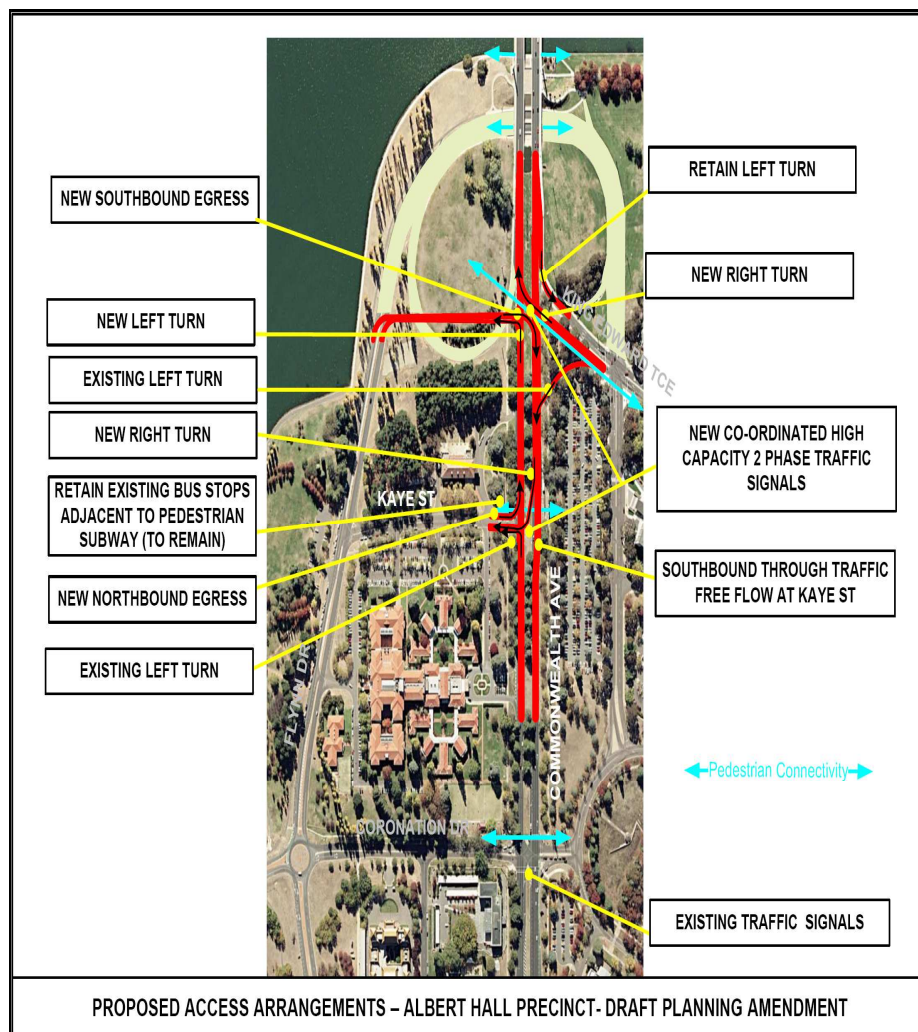 NEW SOUTHBOUND EGRESS
NEW LEFT TURN
EXISTING LEFT TURN
NEW RIGHT TURN
RETAIN EXISTING BUS STOPS
ADJACENT TO PEDESTRIAN
SUBWAY (TO REMAIN)
NEW NORTHBOUND EGRESS
EXISTING LEFT TURN
KAYE ST
FLYNN DR
CORONATION DR
COMMONWEALTH AVE
KING EDWARD TCE
RETAIN LEFT TURN
NEW RIGHT TURN
NEW CO-ORDINATED HIGH
CAPACITY 2 PHASE TRAFFIC
SIGNALS
SOUTHBOUND THROUGH TRAFFIC
FREE FLOW AT KAYE ST
Pedestrian Connectivity
EXISTING TRAFFIC SIGNALS
PROPOSED ACCESS ARRANGEMENTS – ALBERT HALL PRECINCT- DRAFT PLANNING AMENDMENT